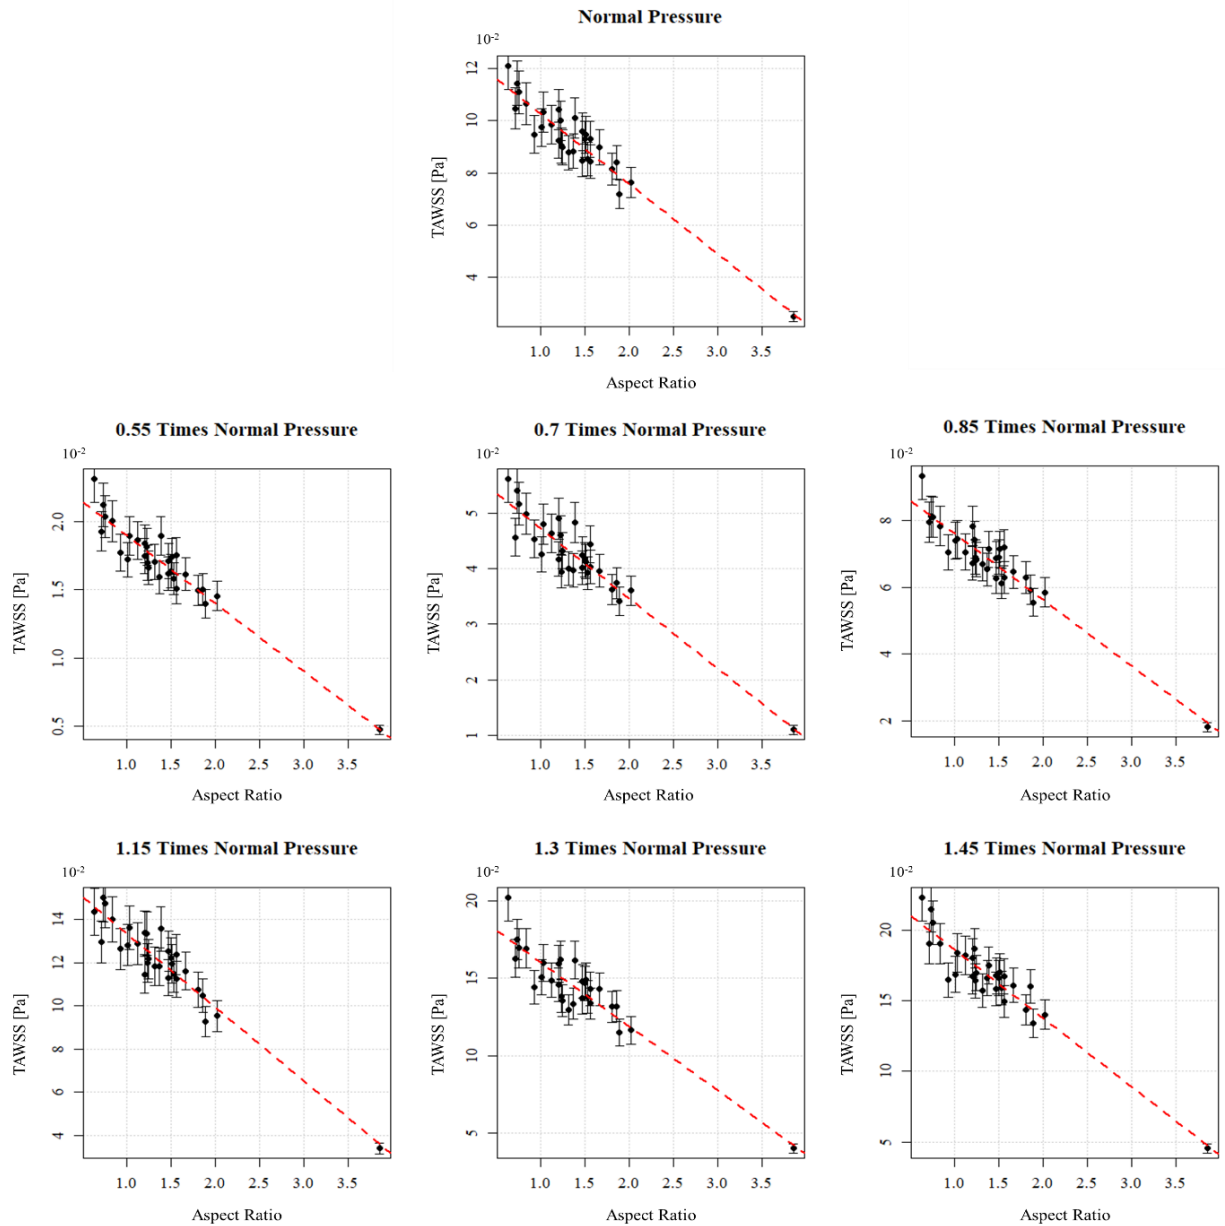 Normal Pressure
10-2
12
10
8
6
4
TAWSS [Pa]
1.0 1.5 2.0 2.5 3.0 3.5
Aspect Ratio
0.55 Times Normal Pressure
10-2
2.0
1.5
1.0
0.5
TAWSS [Pa]
1.0 1.5 2.0 2.5 3.0 3.5
Aspect Ratio
0.7 Times Normal Pressure
10-2
5
4
3
2
1
TAWSS [Pa]
1.0 1.5 2.0 2.5 3.0 3.5
Aspect Ratio
0.85 Times Normal Pressure
10-2
8
6
4
2
TAWSS [Pa]
1.0 1.5 2.0 2.5 3.0 3.5
Aspect Ratio
1.15 Times Normal Pressure
10-2
14
12
10
8
6
4
TAWSS [Pa]
1.0 1.5 2.0 2.5 3.0 3.5
Aspect Ratio
1.3 Times Normal Pressure
10-2
20
15
10
5
TAWSS [Pa]
1.0 1.5 2.0 2.5 3.0 3.5
Aspect Ratio
1.45 Times Normal Pressure
10-2
20
15
10
5
TAWSS [Pa]
1.0 1.5 2.0 2.5 3.0 3.5
Aspect Ratio